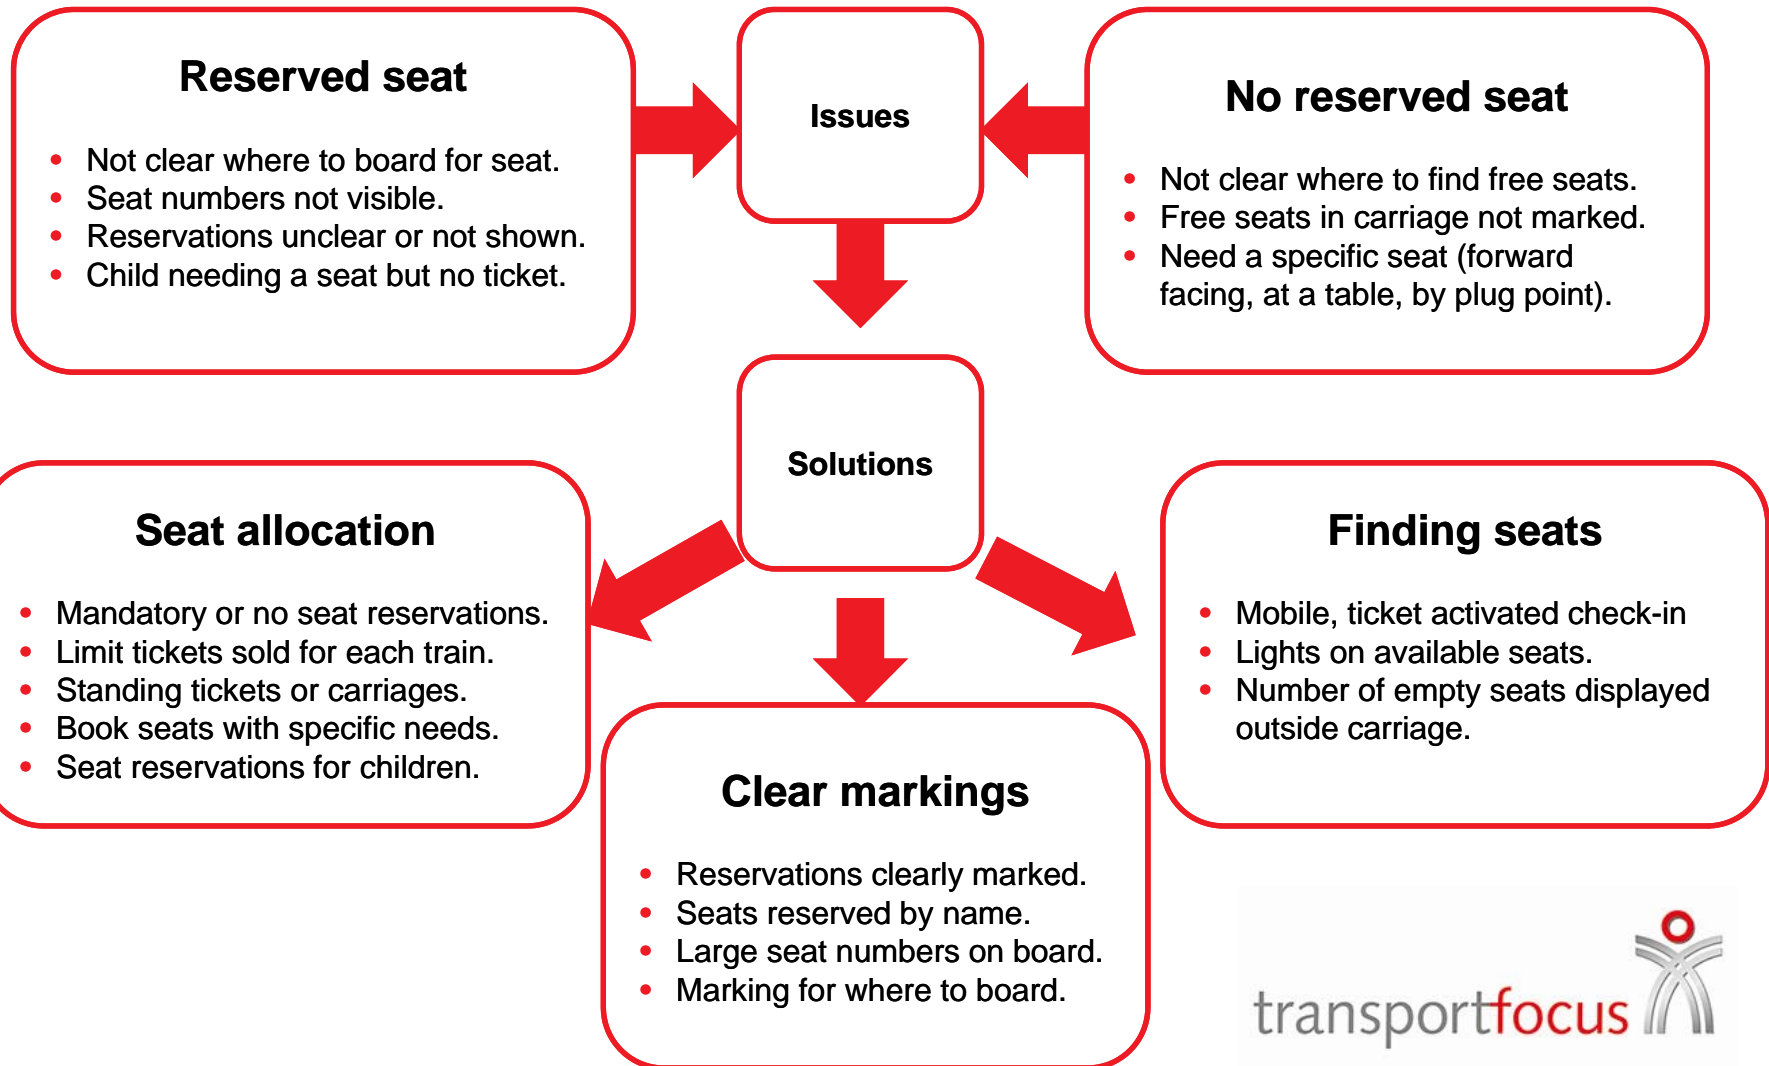 Reserved seat
• Not clear where to board for seat.
• Seat numbers not visible.
• Reservations unclear or not shown.
• Child needing a seat but no ticket.
Issues
No reserved seat
• Not clear where to find free seats.
• Free seats in carriage not marked.
• Need a specific seat (forward
facing, at a table, by plug point).
Solutions
Seat allocation
• Mandatory or no seat reservations.
• Limit tickets sold for each train.
• Standing tickets or carriages.
• Book seats with specific needs.
• Seat reservations for children.
Clear markings
• Reservations clearly marked.
• Seats reserved by name.
• Large seat numbers on board.
• Marking for where to board.
Finding seats
• Mobile, ticket activated check-in
• Lights on available seats.
• Number of empty seats displayed
outside carriage.
transportfocus